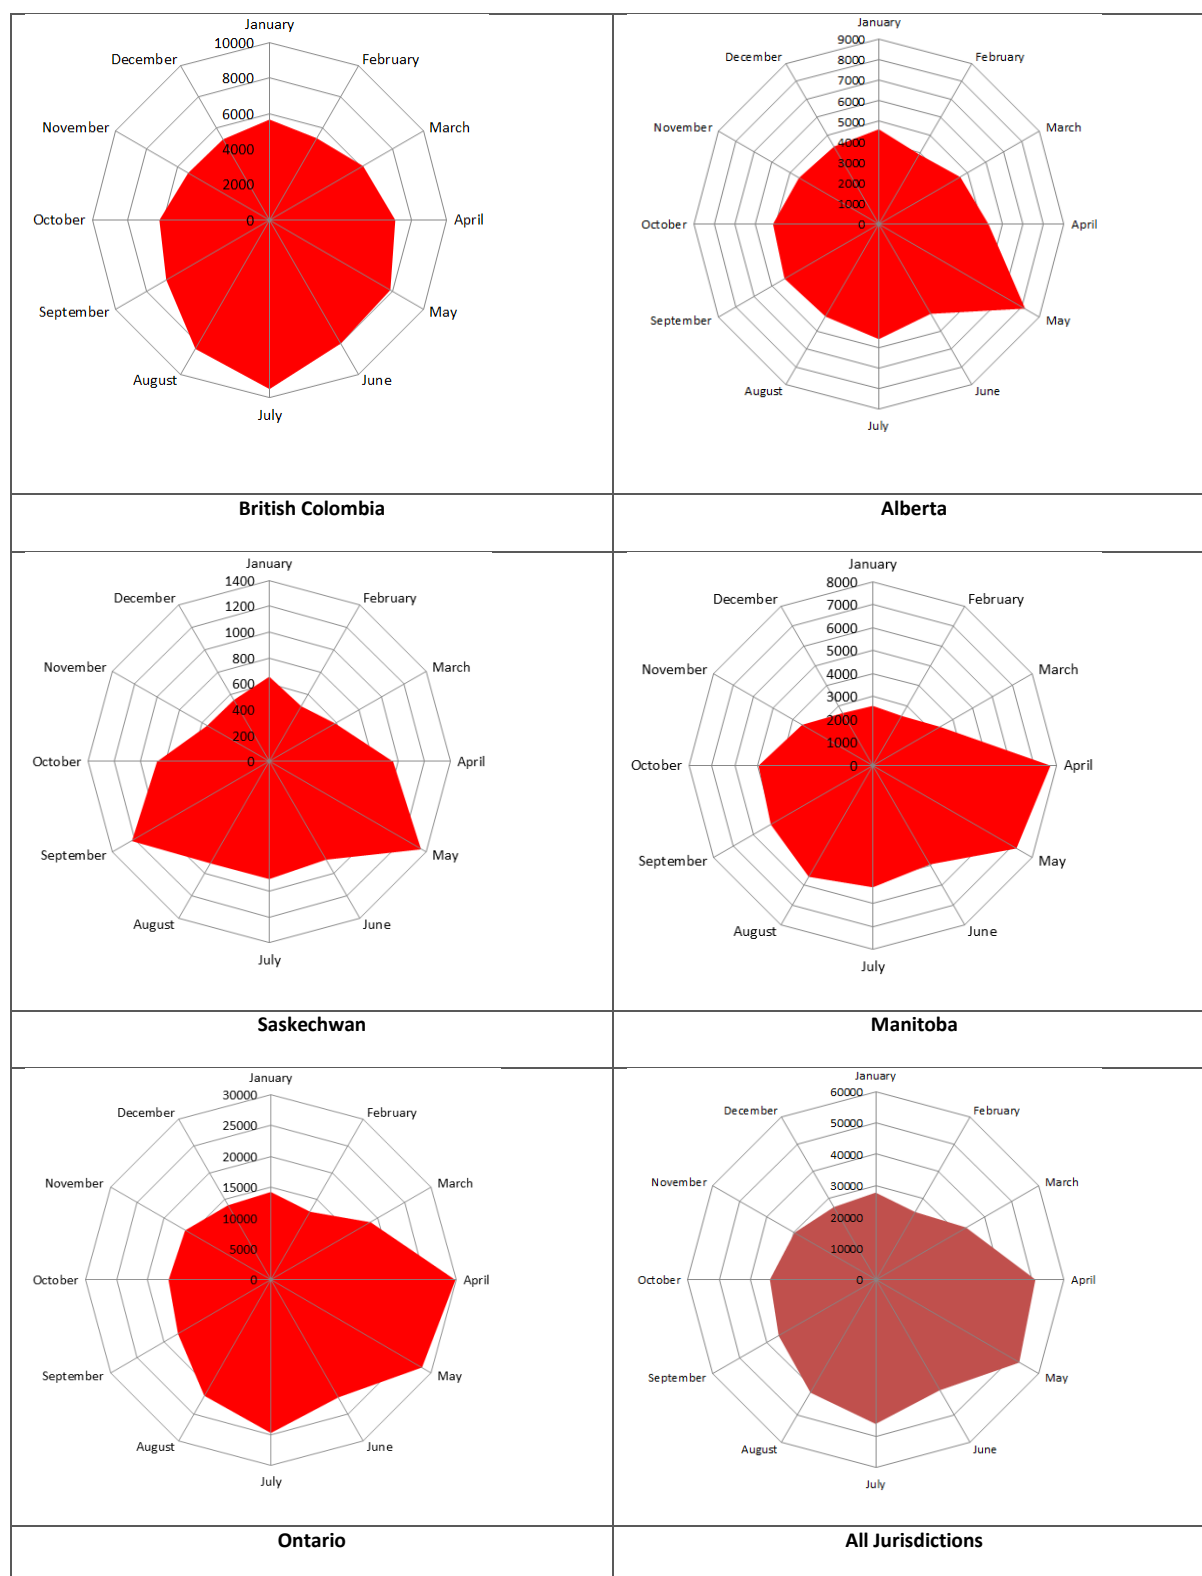 January
10000
December
February
8000
6000
November
March
4000
2000
October
0
April
September
May
August
June
July
British Colombia
January
9000
December
February
8000
7000
6000
November
March
5000
4000
3000
2000
1000
October
0
April
September
May
August
June
July
Alberta
January
1400
December
February
1200
1000
November
March
800
600
400
200
October
0
April
September
May
August
June
July
Saskechwan
January
8000
December
February
7000
6000
5000
November
March
4000
3000
2000
1000
October
0
April
September
May
August
June
July
Manitoba
January
30000
December
February
25000
20000
November
March
15000
10000
5000
October
0
April
September
May
August
June
July
Ontario
January
60000
December
February
50000
40000
November
March
30000
20000
10000
October
0
April
September
May
August
June
July
All Jurisdictions